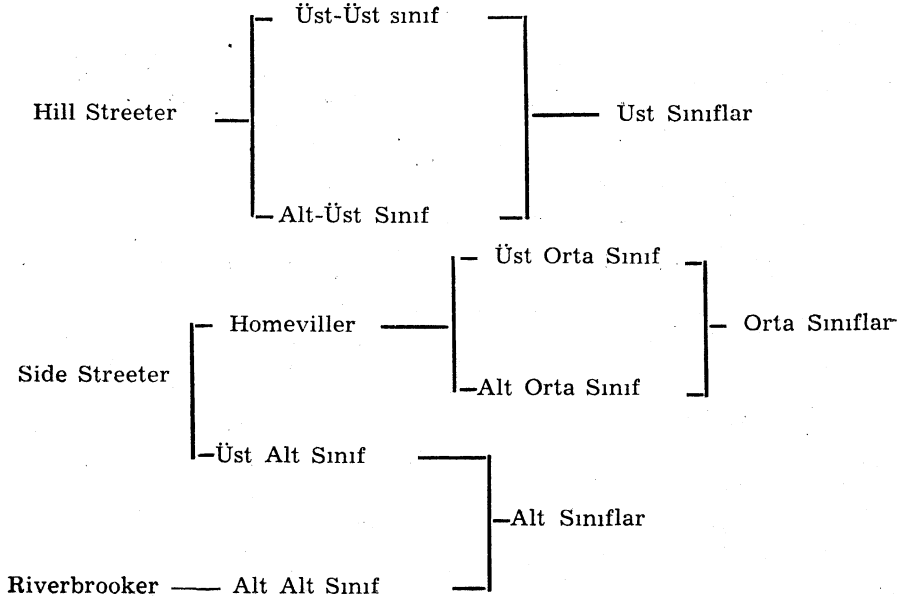 Üst-Üst sınıf
Hill Streeter
Üst Sınıflar
Alt-Üst Sınıf
Üst Orta Sınıf
Homeviller
Orta Sınıflar
Side Streeter
Alt Orta Sınıf
Üst Alt Sınıf
Alt Sınıflar
Riverbrooker
Alt Alt Sınıf